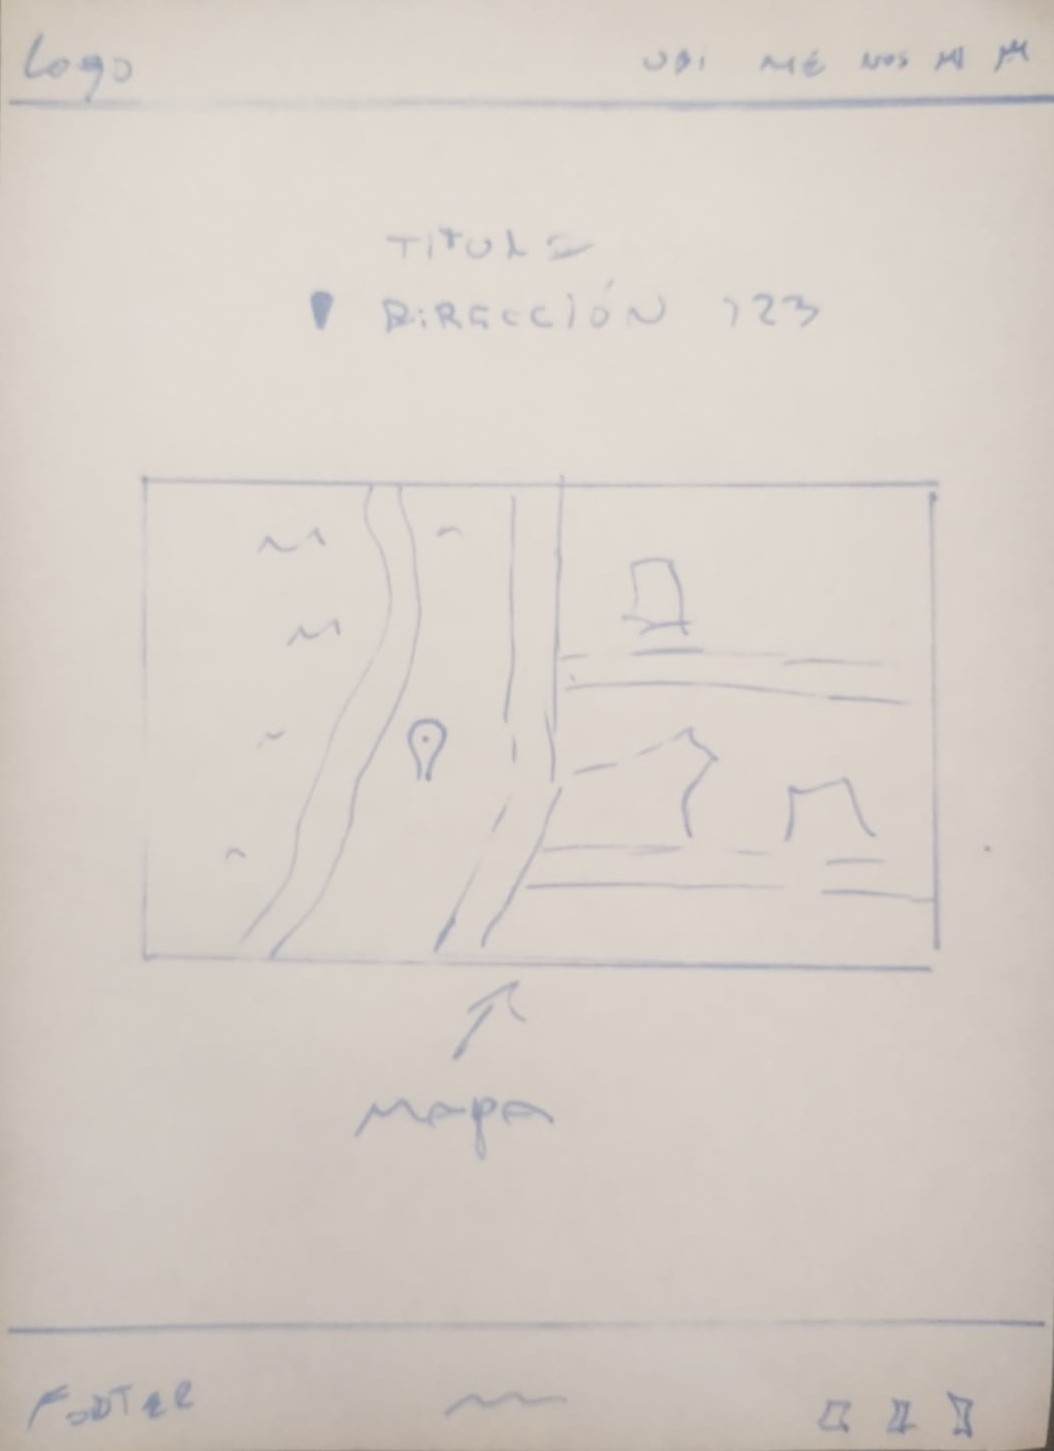 Logo UBI ME NOS
TITULO
DIRECCIÓN 123
Mapa
FOOTER